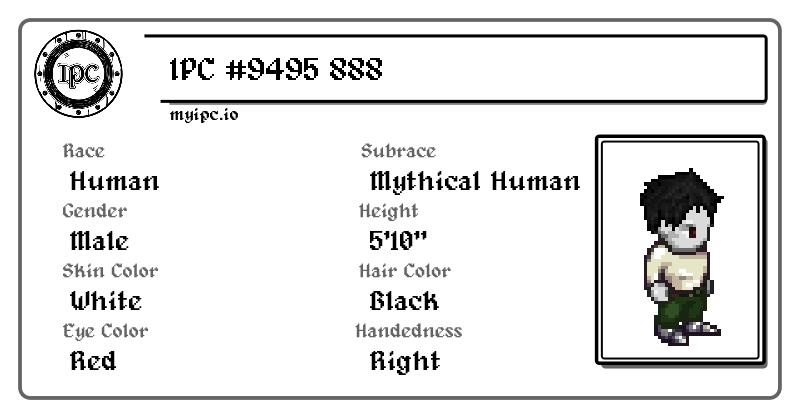 IPC
IPC #9495 888
myipc.io
Race
Human
Subrace
Mythical Human
Gender
Male
Height
5'10"
Skin Color
White
Hair Color
Black
Eye Color
Red
Handedness
Right